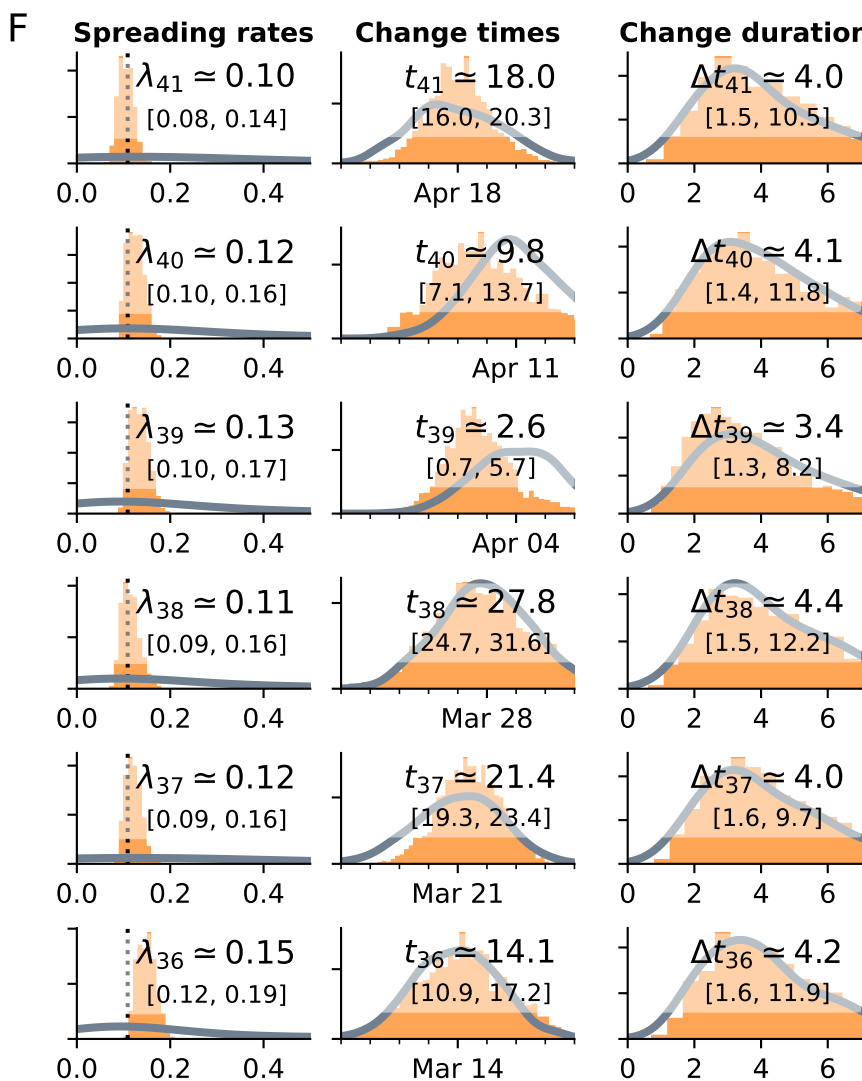 F
Spreading rates Change times Change duration
λ41 ≃ 0.10 t41 ≃ 18.0 Δt41 ≃ 4.0
[0.08, 0.14] [16.0, 20.3] [1.5, 10.5]
0.0 0.2 0.4 Apr 18 0 2 4 6
λ40 ≃ 0.12 t40 ≃ 9.8 Δt40 ≃ 4.1
[0.10, 0.16] [7.1, 13.7] [1.4, 11.8]
0.0 0.2 0.4 Apr 11 0 2 4 6
λ39 ≃ 0.13 t39 ≃ 2.6 Δt39 ≃ 3.4
[0.10, 0.17] [0.7, 5.7] [1.3, 8.2]
0.0 0.2 0.4 Apr 04 0 2 4 6
λ38 ≃ 0.11 t38 ≃ 27.8 Δt38 ≃ 4.4
[0.09, 0.16] [24.7, 31.6] [1.5, 12.2]
0.0 0.2 0.4 Mar 28 0 2 4 6
λ37 ≃ 0.12 t37 ≃ 21.4 Δt37 ≃ 4.0
[0.09, 0.16] [19.3, 23.4] [1.6, 9.7]
0.0 0.2 0.4 Mar 21 0 2 4 6
λ36 ≃ 0.15 t36 ≃ 14.1 Δt36 ≃ 4.2
[0.12, 0.19] [10.9, 17.2] [1.6, 11.9]
0.0 0.2 0.4 Mar 14 0 2 4 6